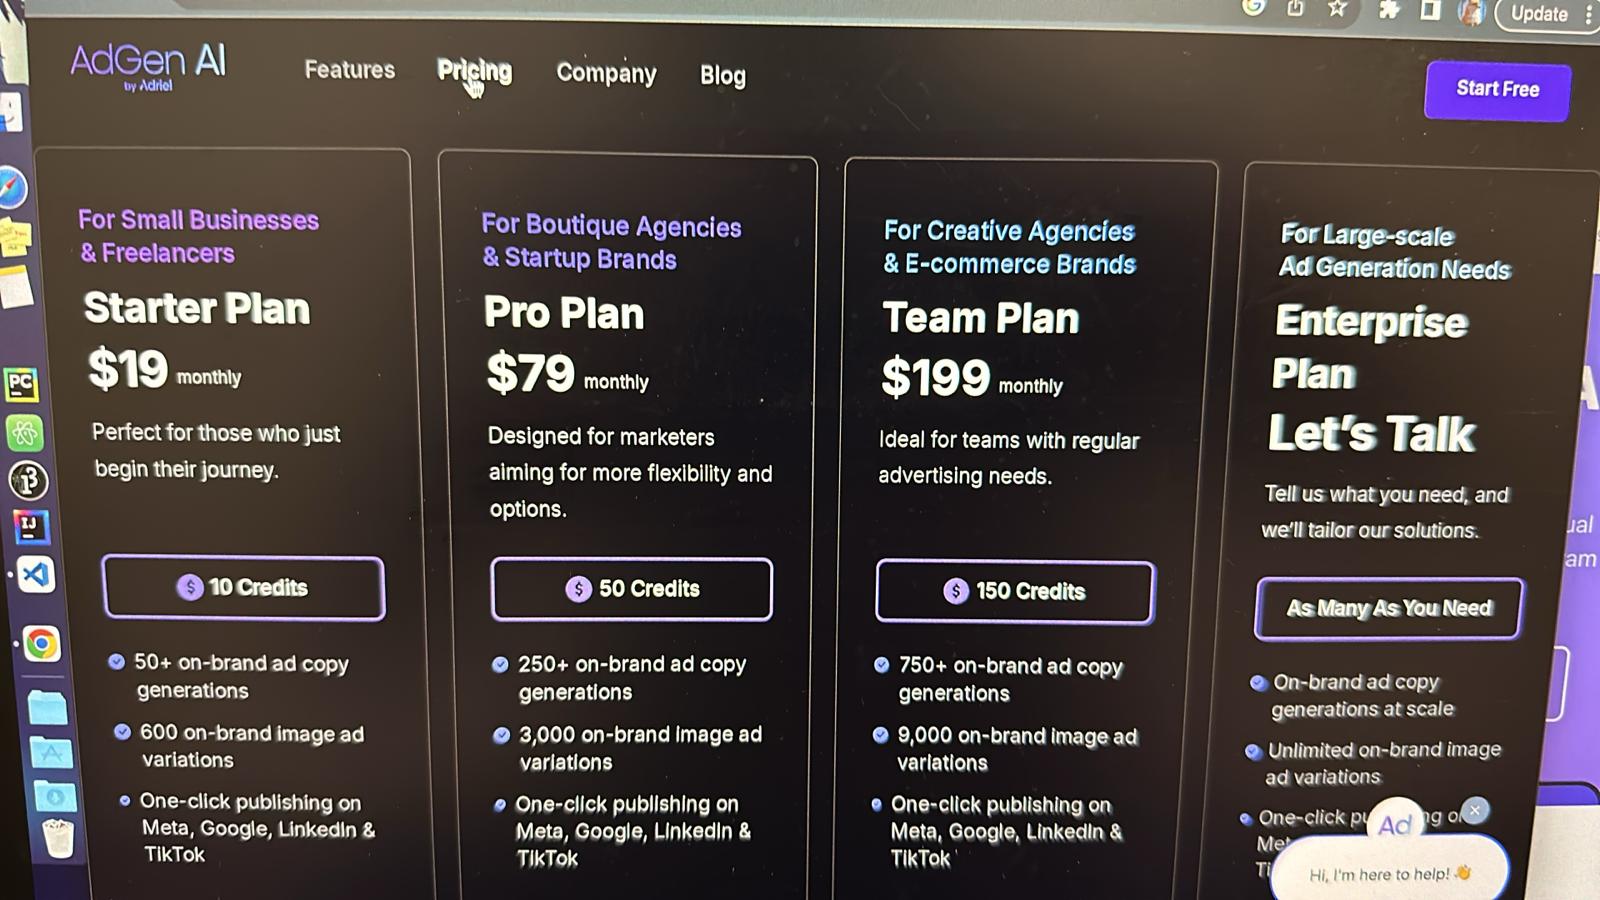 Update
AdGen AI
by Adriel
Features
Pricing
Company
Blog
Start Free
For Small Businesses
& Freelancers
Starter Plan
$19 monthly
Perfect for those who just
begin their journey.
$ 10 Credits
50+ on-brand ad copy
generations
600 on-brand image ad
variations
One-click publishing on
Meta, Google, LinkedIn &
TikTok
For Boutique Agencies
& Startup Brands
Pro Plan
$79 monthly
Designed for marketers
aiming for more flexibility and
options.
$ 50 Credits
250+ on-brand ad copy
generations
3,000 on-brand image ad
variations
One-click publishing on
Meta, Google, LinkedIn &
TikTok
For Creative Agencies
& E-commerce Brands
Team Plan
$199 monthly
Ideal for teams with regular
advertising needs.
$ 150 Credits
750+ on-brand ad copy
generations
9,000 on-brand image ad
variations
One-click publishing on
Meta, Google, LinkedIn &
TikTok
For Large-scale
Ad Generation Needs
Enterprise
Plan
Let's Talk
Tell us what you need, and
we'll tailor our solutions.
As Many As You Need
On-brand ad copy
generations at scale
Unlimited on-brand image
ad variations
One-click
Ad
Hi, I'm here to help! 👋
PC
IJ